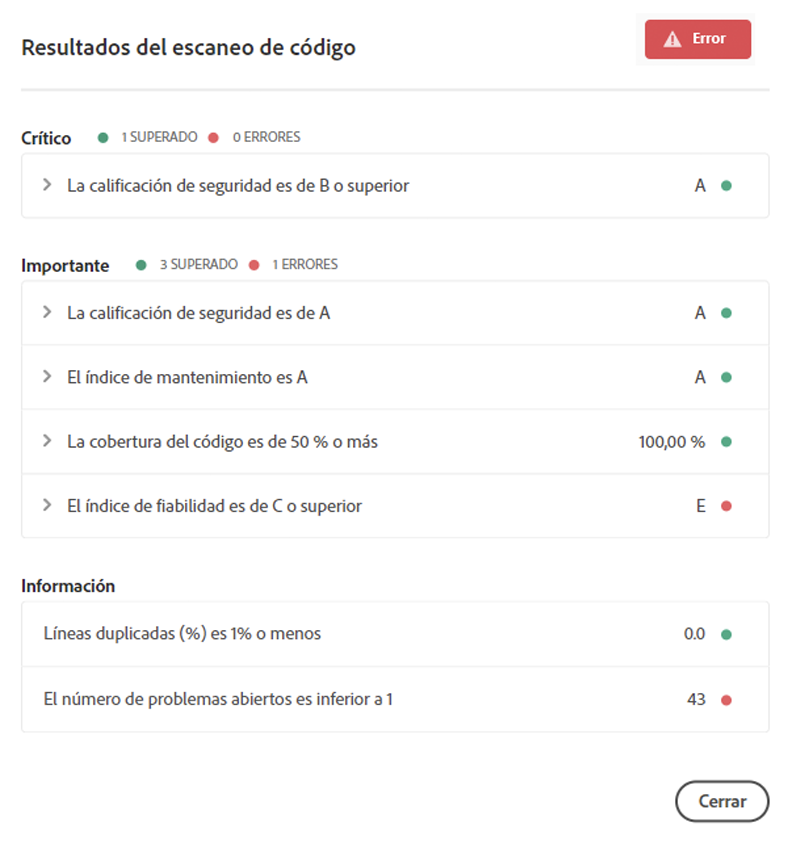 Resultados del escaneo de código
Error
Crítico 1 SUPERADO 0 ERRORES
La calificación de seguridad es de B o superior A
Importante 3 SUPERADO 1 ERRORES
La calificación de seguridad es de A A
El índice de mantenimiento es A A
La cobertura del código es de 50 % o más 100,00 %
El índice de fiabilidad es de C o superior E
Información
Líneas duplicadas (%) es 1% o menos 0.0
El número de problemas abiertos es inferior a 1 43
Cerrar